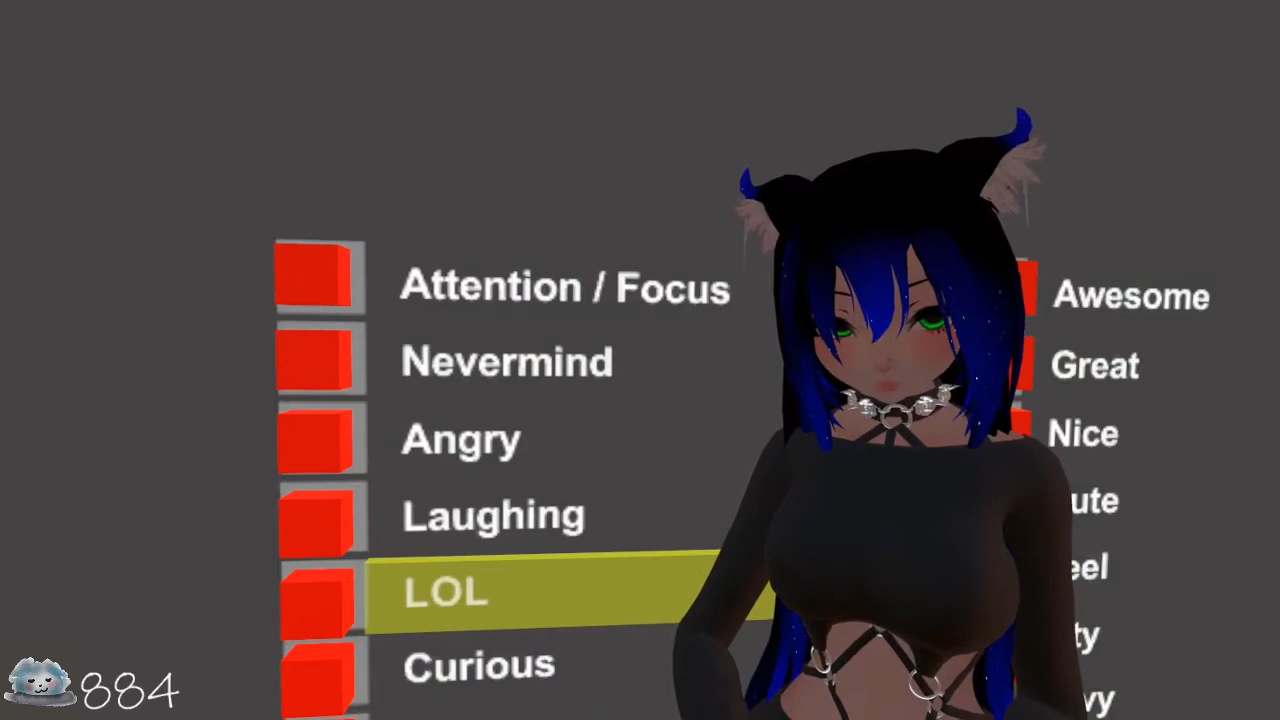 Attention / Focus
Nevermind
Angry
Laughing
LOL
Curious
Awesome
Great
Nice
884